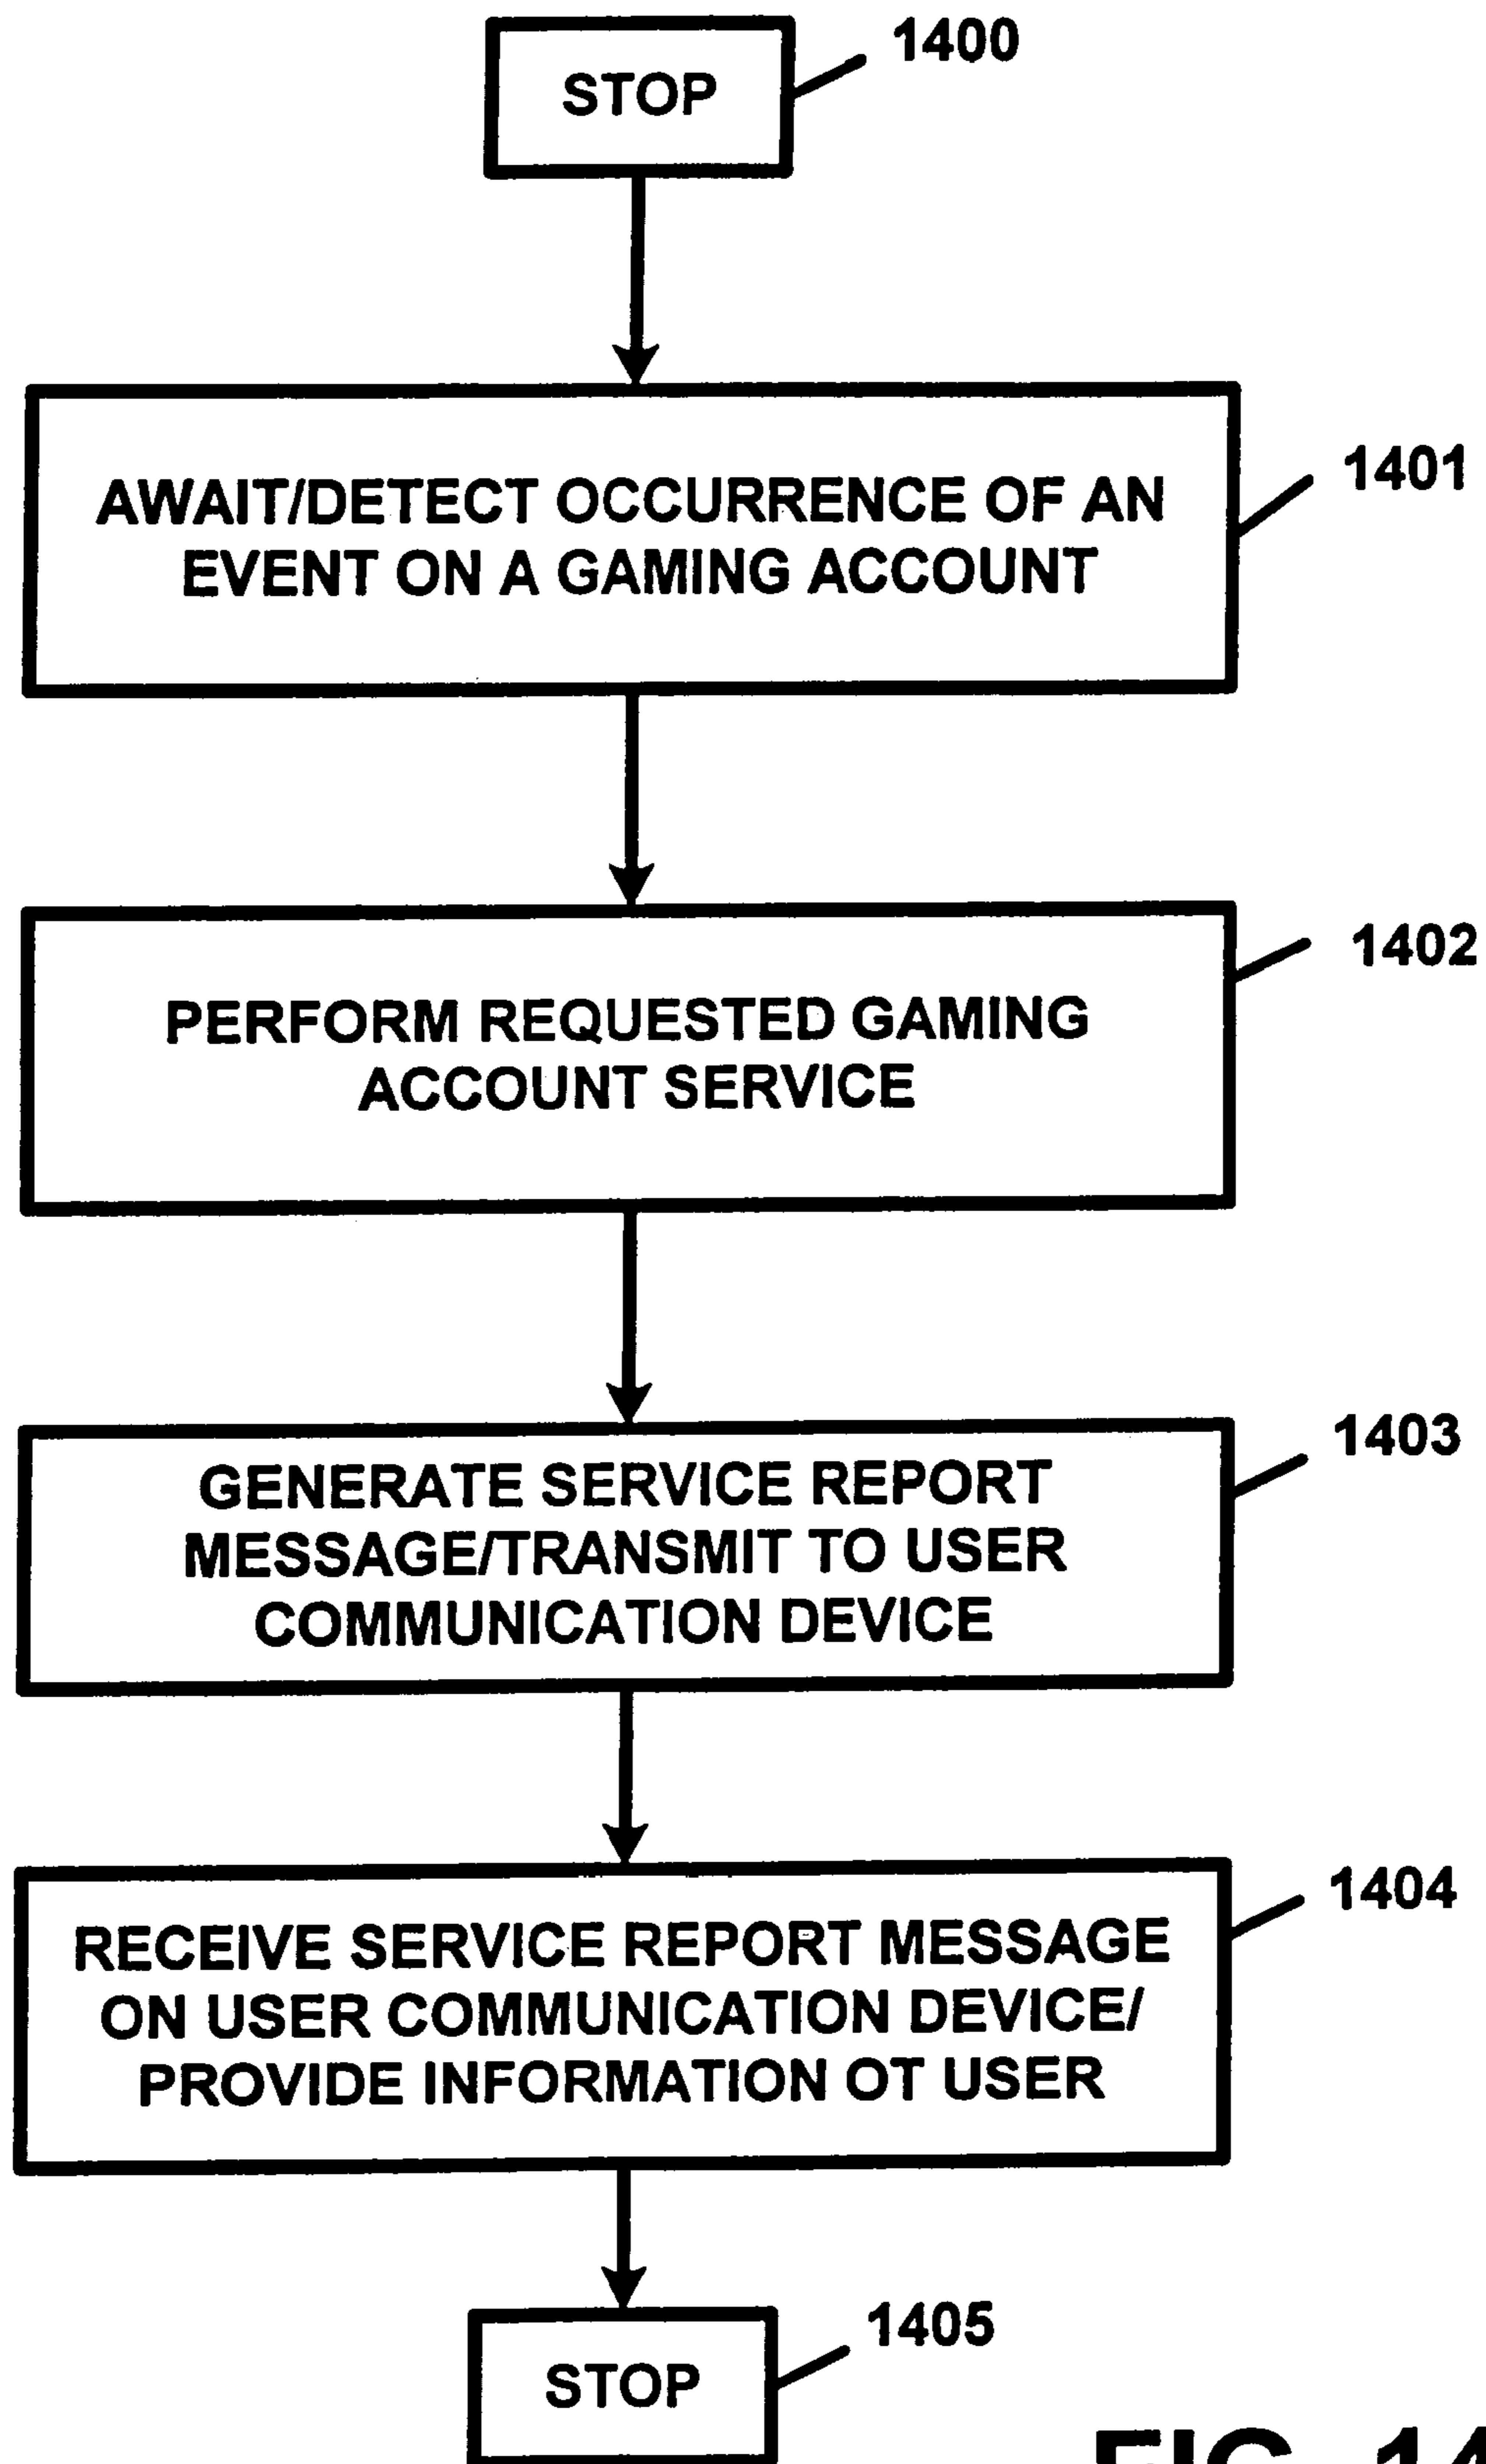 STOP
1400
AWAIT/DETECT OCCURRENCE OF AN
EVENT ON A GAMING ACCOUNT
1401
PERFORM REQUESTED GAMING
ACCOUNT SERVICE
1402
GENERATE SERVICE REPORT
MESSAGE/TRANSMIT TO USER
COMMUNICATION DEVICE
1403
RECEIVE SERVICE REPORT MESSAGE
ON USER COMMUNICATION DEVICE/
PROVIDE INFORMATION OT USER
1404
STOP
1405
FIG. 14